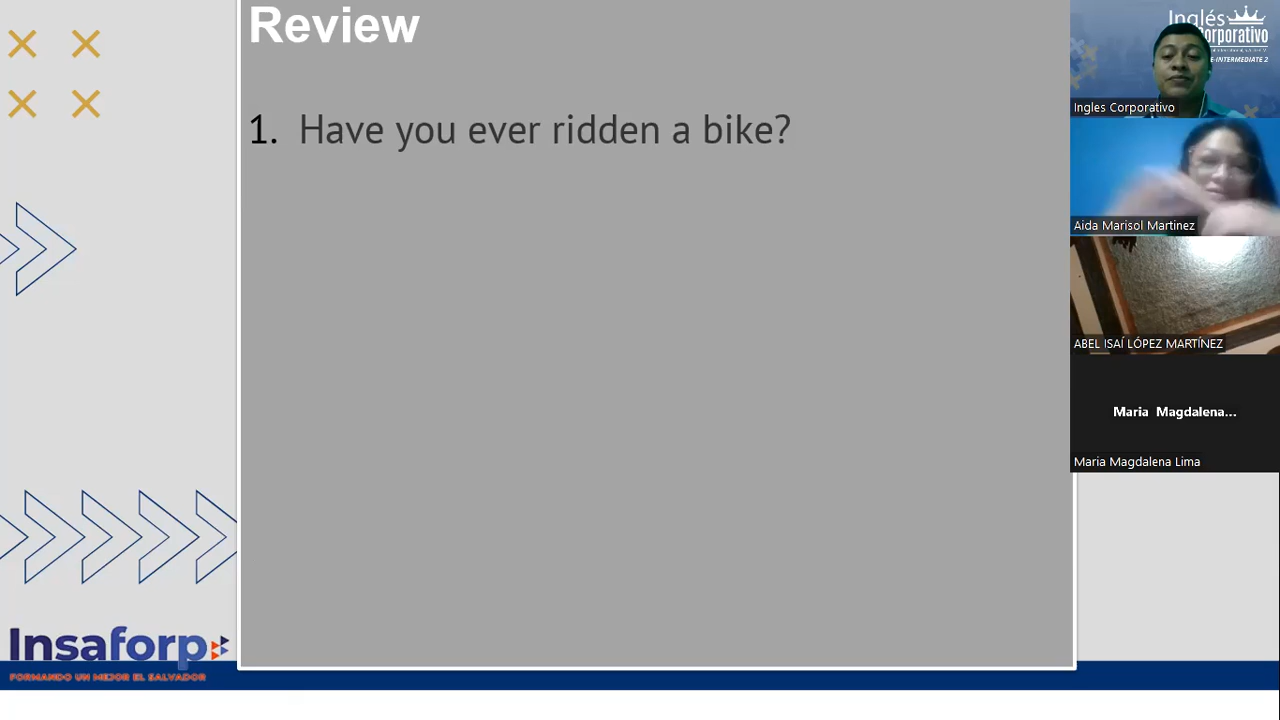 Review
1. Have you ever ridden a bike?
Inglés
Corporativo
E-INTERMEDIATE 2
Ingles Corporativo
Aida Marisol Martinez
ABEL ISAÍ LÓPEZ MARTÍNEZ
Maria Magdalena...
Maria Magdalena Lima
Insaforp
FORMANDO UN MEJOR EL SALVADOR